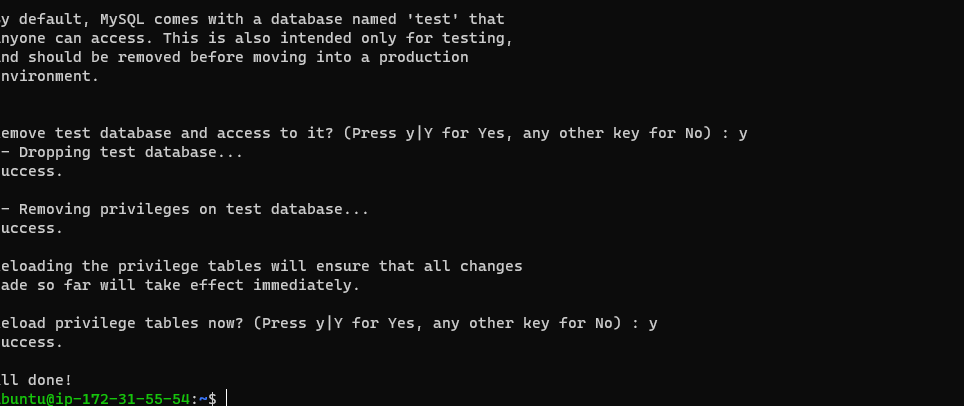 y default, MySQL comes with a database named 'test' that
nyone can access. This is also intended only for testing,
nd should be removed before moving into a production
nvironment.
emove test database and access to it? (Press y|Y for Yes, any other key for No) : y
- Dropping test database...
uccess.
- Removing privileges on test database...
uccess.
eloading the privilege tables will ensure that all changes
ade so far will take effect immediately.
eload privilege tables now? (Press y|Y for Yes, any other key for No) : y
uccess.
ll done!
buntu@ip-172-31-55-54:~$